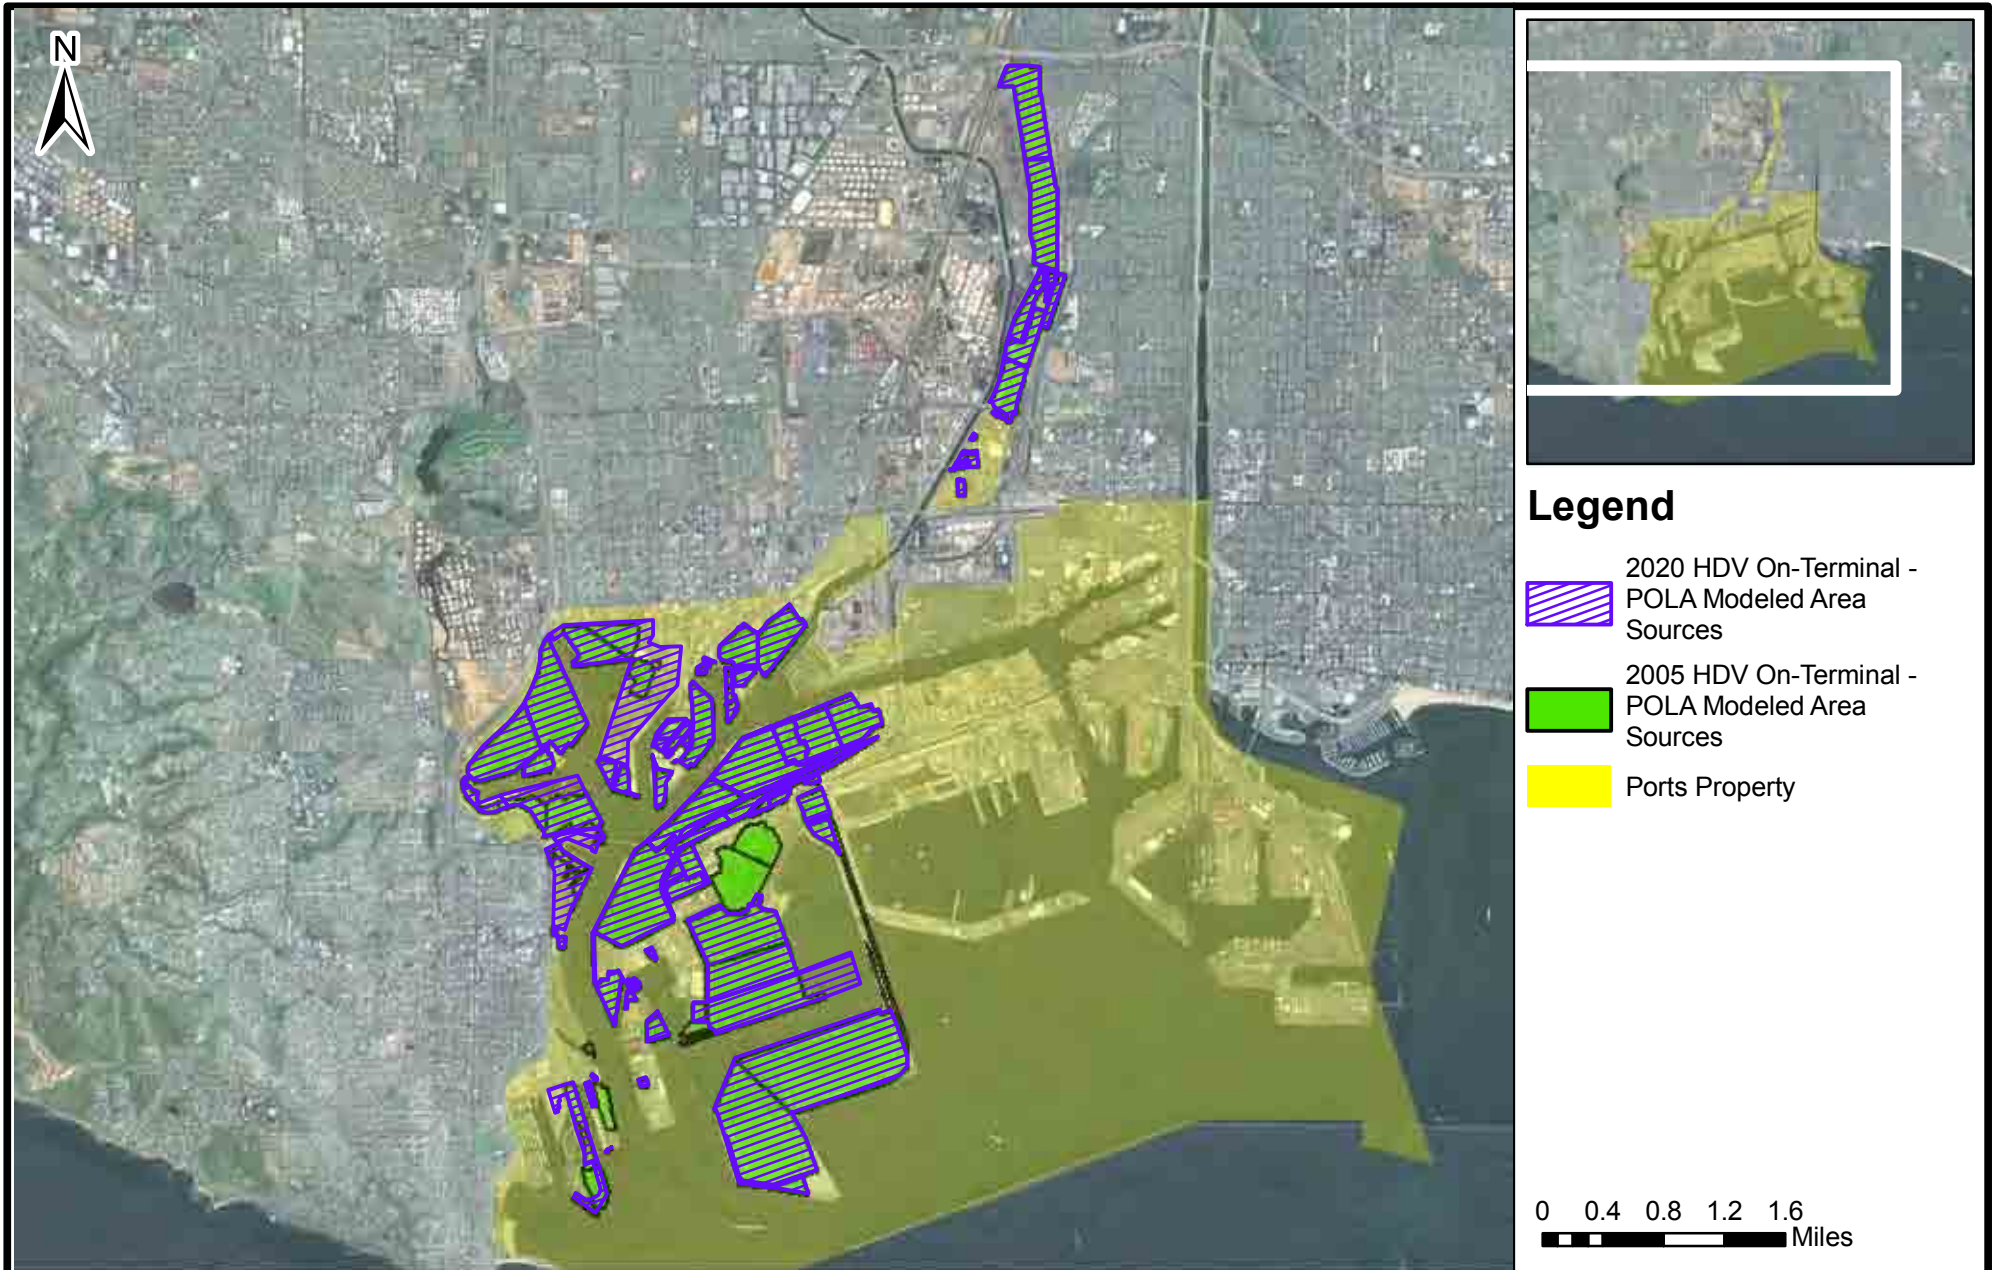 N
Legend
2020 HDV On-Terminal -
POLA Modeled Area
Sources
2005 HDV On-Terminal -
POLA Modeled Area
Sources
Ports Property
0 0.4 0.8 1.2 1.6
Miles